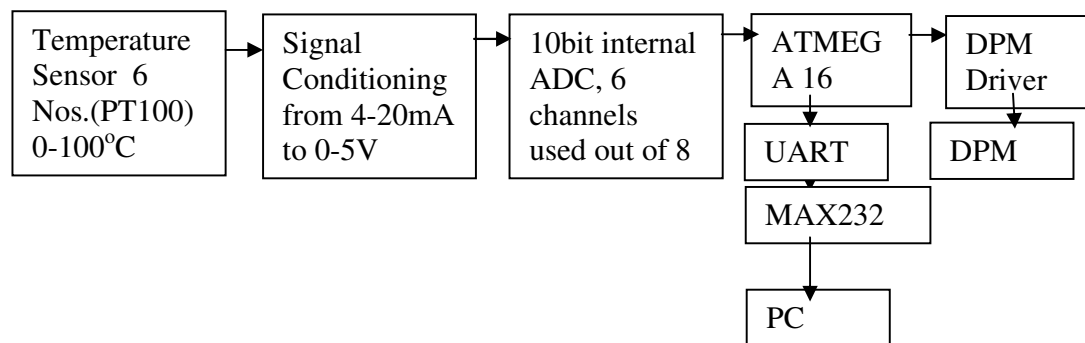 Temperature
Sensor 6
Nos.(PT100)
0-100°C
Signal
Conditioning
from 4-20mA
to 0-5V
10bit internal
ADC, 6
channels
used out of 8
ATMEG
A 16
DPM
Driver
UART
DPM
MAX232
PC